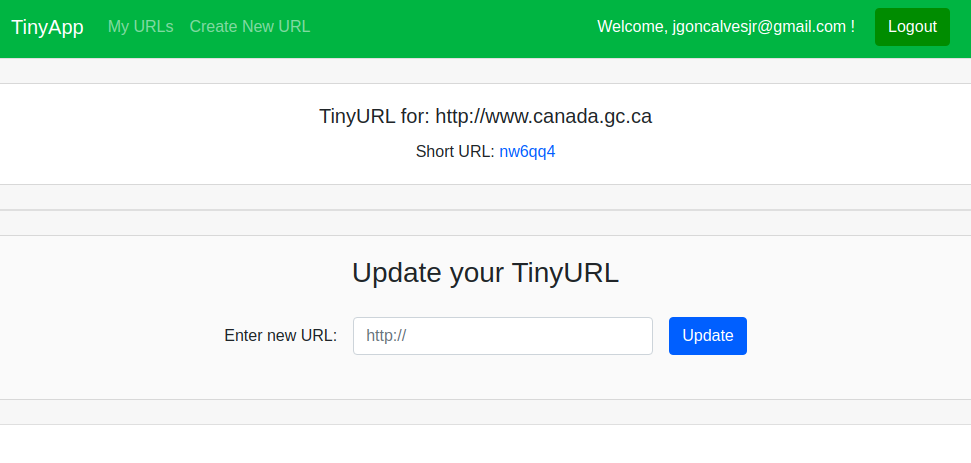 TinyApp My URLs Create New URL Welcome, jgoncalvesjr@gmail.com ! Logout
TinyURL for: http://www.canada.gc.ca
Short URL: nw6qq4
Update your TinyURL
Enter new URL: http:// Update